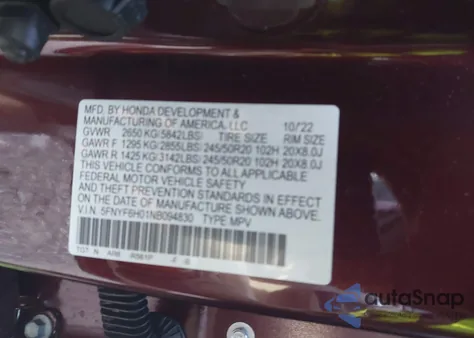 MFD. BY HONDA DEVELOPMENT &
MANUFACTURING OF AMERICA, LLC 10/22
GVWR 2650 KG(5842LBS) TIRE SIZE RIM SIZE
GAWR F 1295 KG(2855LBS) 245/50R20 102H 20X8.0J
GAWR R 1425 KG(3142LBS) 245/50R20 102H 20X8.0J
THIS VEHICLE CONFORMS TO ALL APPLICABLE
FEDERAL MOTOR VEHICLE SAFETY
AND THEFT PREVENTION STANDARDS IN EFFECT
ON THE DATE OF MANUFACTURE SHOWN ABOVE.
V.I.N. 5FNYF6H01NB094830 TYPE MPV
autoSnap